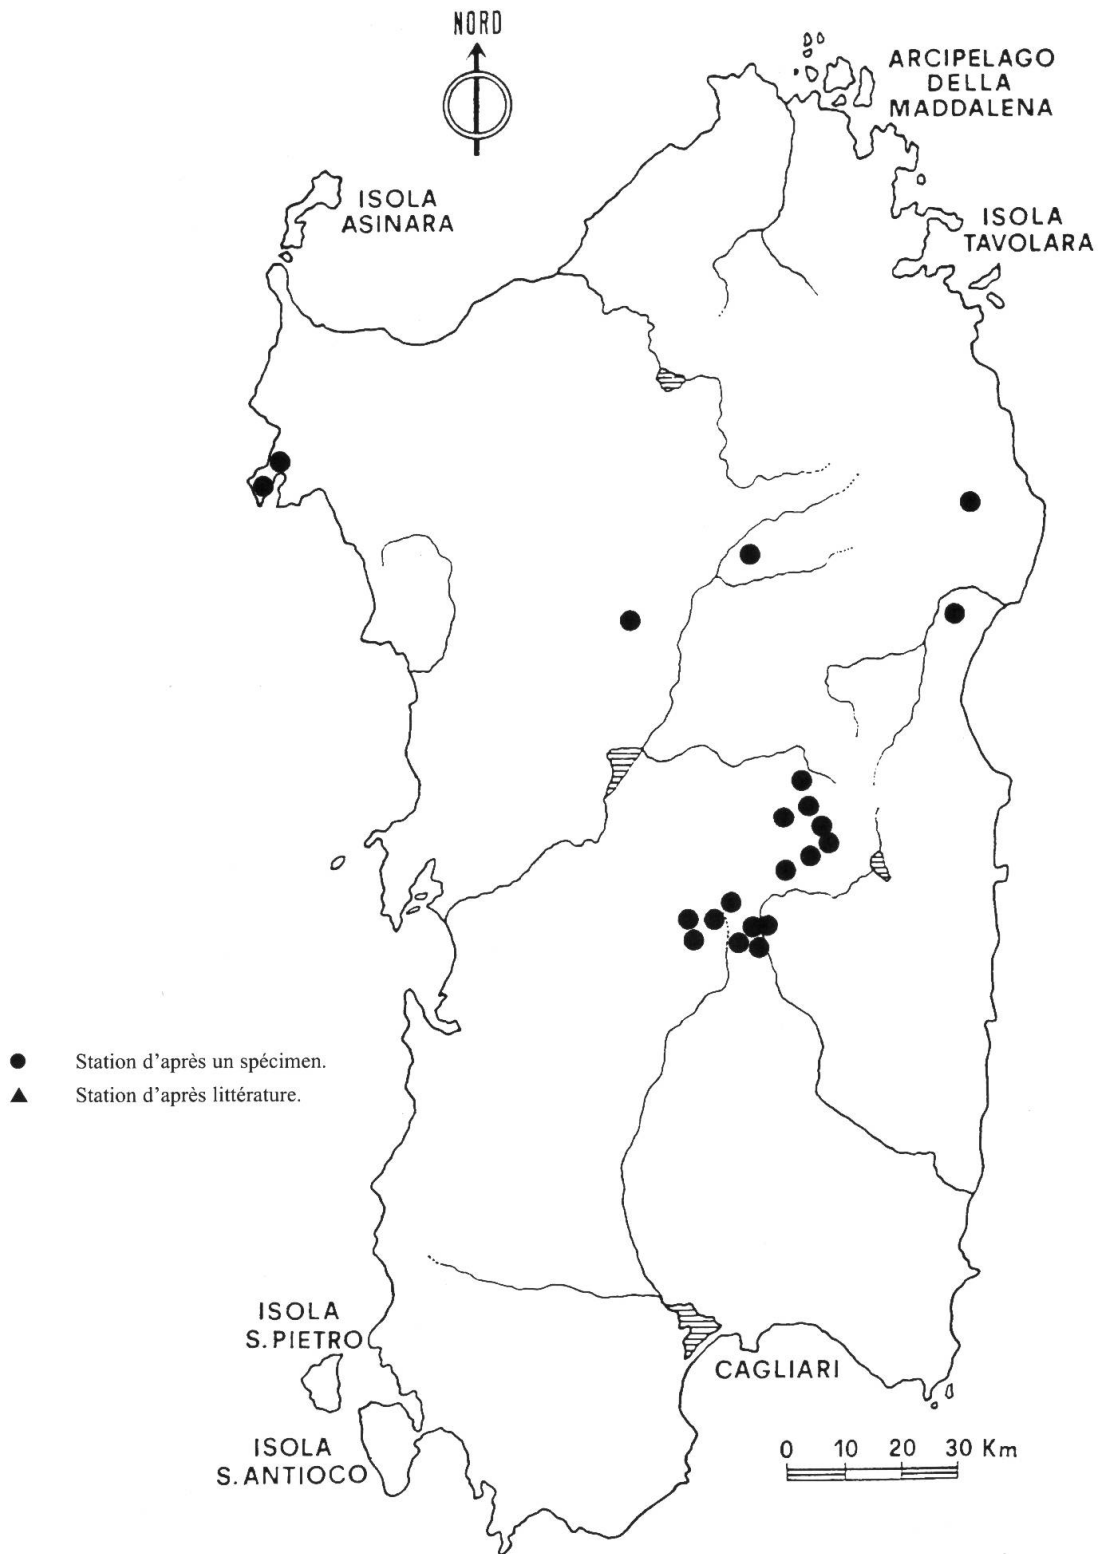 NORD
ARCIPELAGO
DELLA
MADDALENA
ISOLA
ASINARA
ISOLA
TAVOLARA
● Station d'après un spécimen.
▲ Station d'après littérature.
ISOLA
S.PIETRO
CAGLIARI
ISOLA
S.ANTIOCO
0 10 20 30 Km